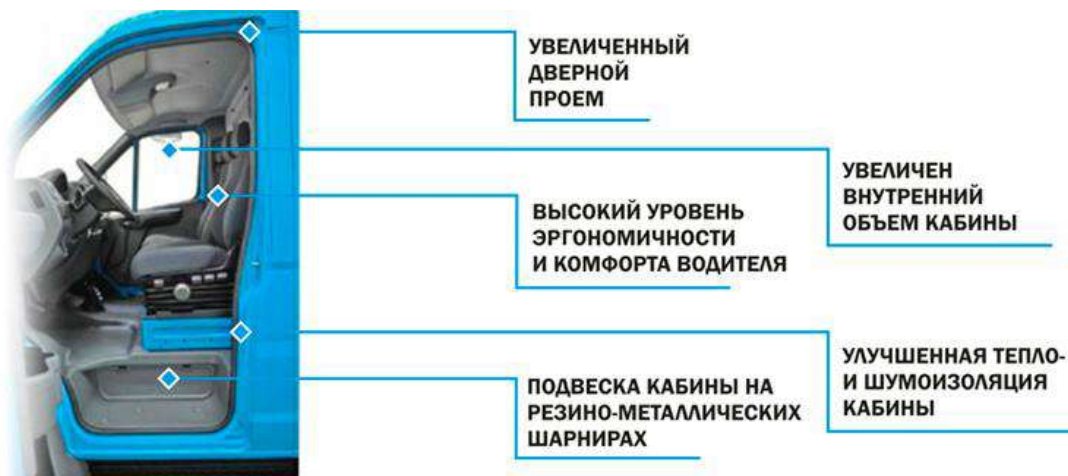 УВЕЛИЧЕННЫЙ
ДВЕРНОЙ
ПРОЕМ
УВЕЛИЧЕН
ВНУТРЕННИЙ
ОБЪЕМ КАБИНЫ
ВЫСОКИЙ УРОВЕНЬ
ЭРГОНОМИЧНОСТИ
И КОМФОРТА ВОДИТЕЛЯ
УЛУЧШЕННАЯ ТЕПЛО-
И ШУМОИЗОЛЯЦИЯ
КАБИНЫ
ПОДВЕСКА КАБИНЫ НА
РЕЗИНО-МЕТАЛЛИЧЕСКИХ
ШАРНИРАХ